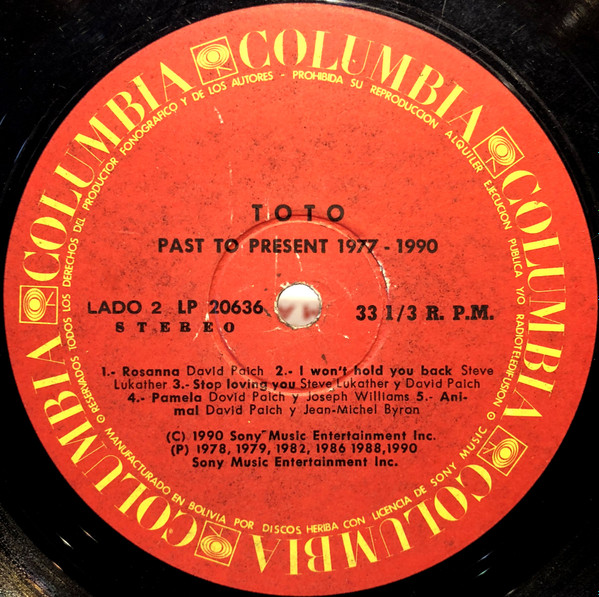 COLUMBIA COLUMBIA COLUMBIA COLUMBIA COLUMBIA COLUMBIA
RESERVADOS TODOS LOS DERECHOS DEL PRODUCTOR FONOGRAFICO Y DE LOS AUTORES - PROHIBIDA SU REPRODUCCION ALQUILER EJECUCION PUBLICA Y/O RADIOTELEDIFUSION
TOTO
PAST TO PRESENT 1977 - 1990
LADO 2 LP 20636
STEREO
33 1/3 R. P.M.
1.- Rosanna David Paich 2.- I won't hold you back Steve
Lukather 3.- Stop loving you Steve Lukather y David Paich
4.- Pamela David Paich y Joseph Williams 5.- Ani-
mal David Paich y Jean-Michel Byran
(C) 1990 Sony Music Entertainment Inc.
(P) 1978, 1979, 1982, 1986 1988,1990
Sony Music Entertainment Inc.
MANUFACTURADO EN BOLIVIA POR DISCOS HERIBA CON LICENCIA DE SONY MUSIC